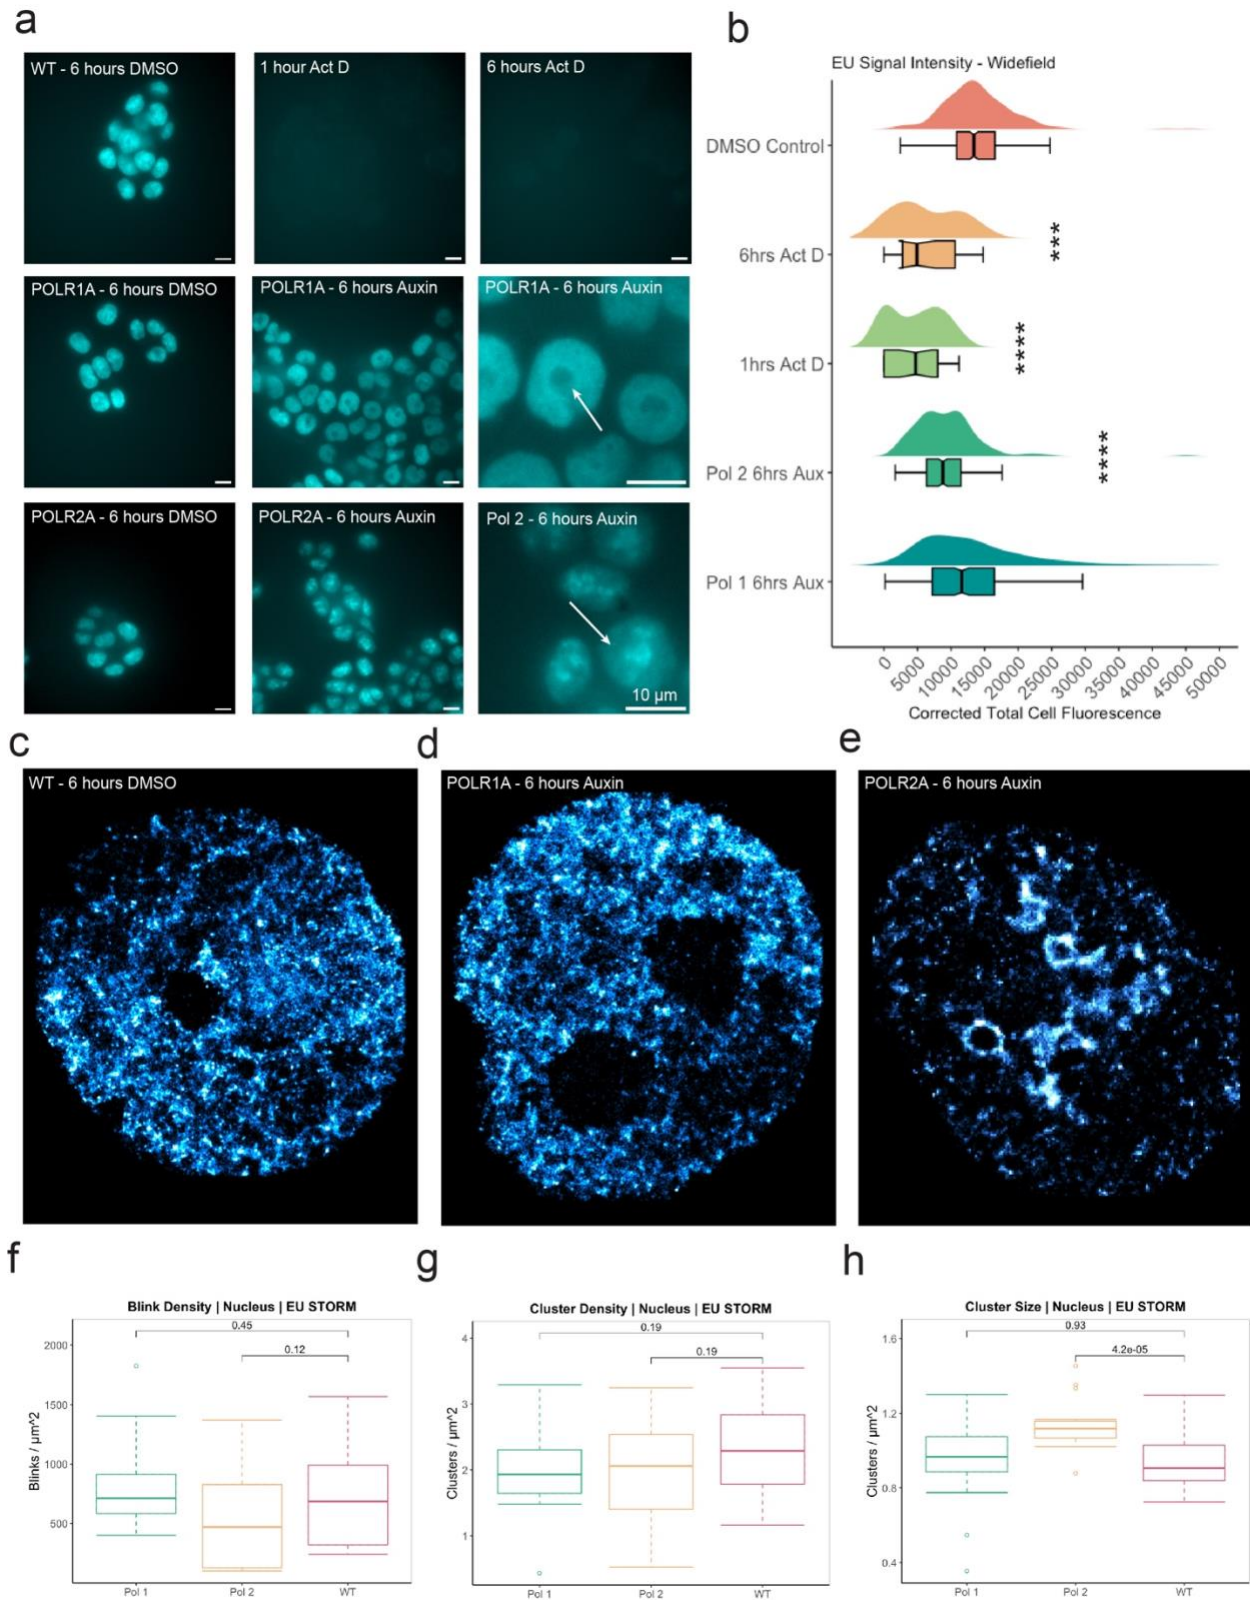 a
WT - 6 hours DMSO
1 hour Act D
6 hours Act D
POLR1A - 6 hours DMSO
POLR1A - 6 hours Auxin
POLR1A - 6 hours Auxin
POLR2A - 6 hours DMSO
POLR2A - 6 hours Auxin
Pol 2 - 6 hours Auxin
10 µm
b
EU Signal Intensity - Widefield
DMSO Control
6hrs Act D
***
1hrs Act D
****
Pol 2 6hrs Aux
****
Pol 1 6hrs Aux
0 5000 10000 15000 20000 25000 30000 35000 40000 45000 50000
Corrected Total Cell Fluorescence
c
WT - 6 hours DMSO
d
POLR1A - 6 hours Auxin
e
POLR2A - 6 hours Auxin
f
Blink Density | Nucleus | EU STORM
0.45
0.12
2000
1500
1000
500
Blinks / µm^2
Pol 1 Pol 2 WT
g
Cluster Density | Nucleus | EU STORM
0.19
0.19
4
3
2
1
Clusters / µm^2
Pol 1 Pol 2 WT
h
Cluster Size | Nucleus | EU STORM
0.93
4.2e-05
1.6
1.2
0.8
0.4
Clusters / µm^2
Pol 1 Pol 2 WT